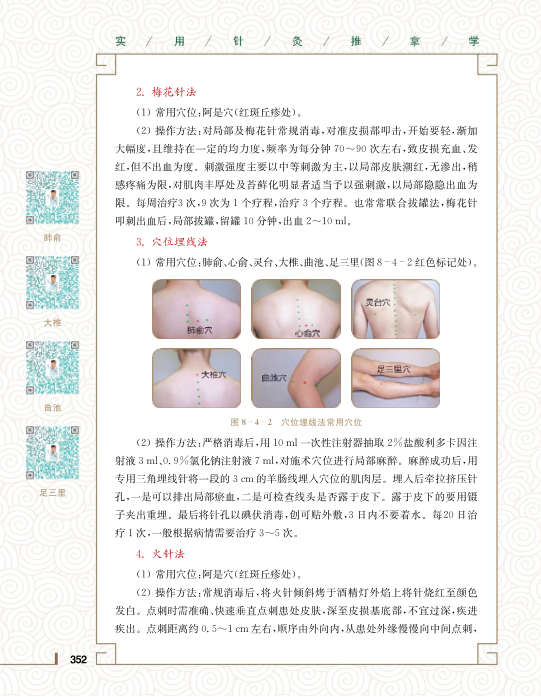 实 / 用 / 针 / 灸 / 推 / 拿 / 学
2. 梅花针法
(1) 常用穴位:阿是穴(红斑丘疹处)。
(2) 操作方法:对局部及梅花针常规消毒,对准皮损部叩击,开始要轻,渐加
大幅度,且维持在一定的均力度,频率为每分钟 70～90 次左右,致皮损充血、发
红,但不出血为度。刺激强度主要以中等刺激为主,以局部皮肤潮红,无渗出,稍
感疼痛为限,对肌肉丰厚处及苔藓化明显者适当予以强刺激,以局部隐隐出血为
限。每周治疗3 次,9 次为 1 个疗程,治疗 3 个疗程。也常常联合拔罐法,梅花针
叩刺出血后,局部拔罐,留罐 10 分钟,出血 2～10 ml。
3. 穴位埋线法
(1) 常用穴位:肺俞、心俞、灵台、大椎、曲池、足三里(图 8-4-2 红色标记处)。
肺俞穴
心俞穴
灵台穴
大椎穴
曲池穴
足三里穴
图 8-4-2 穴位埋线法常用穴位
(2) 操作方法:严格消毒后,用 10 ml 一次性注射器抽取 2%盐酸利多卡因注
射液 3 ml、0.9%氯化钠注射液 7 ml,对施术穴位进行局部麻醉。麻醉成功后,用
专用三角埋线针将一段的 3 cm 的羊肠线埋入穴位的肌肉层。埋入后牵拉挤压针
孔,一是可以排出局部瘀血,二是可检查线头是否露于皮下。露于皮下的要用镊
子夹出重埋。最后将针孔以碘伏消毒,创可贴外敷,3 日内不要着水。每20 日治
疗 1 次,一般根据病情需要治疗 3～5 次。
4. 火针法
(1) 常用穴位:阿是穴(红斑丘疹处)。
(2) 操作方法:常规消毒后,将火针倾斜烤于酒精灯外焰上将针烧红至颜色
发白。点刺时需准确、快速垂直点刺患处皮肤,深至皮损基底部,不宜过深,疾进
疾出。点刺距离约 0.5～1 cm 左右,顺序由外向内,从患处外缘慢慢向中间点刺,
肺俞
大椎
曲池
足三里
352